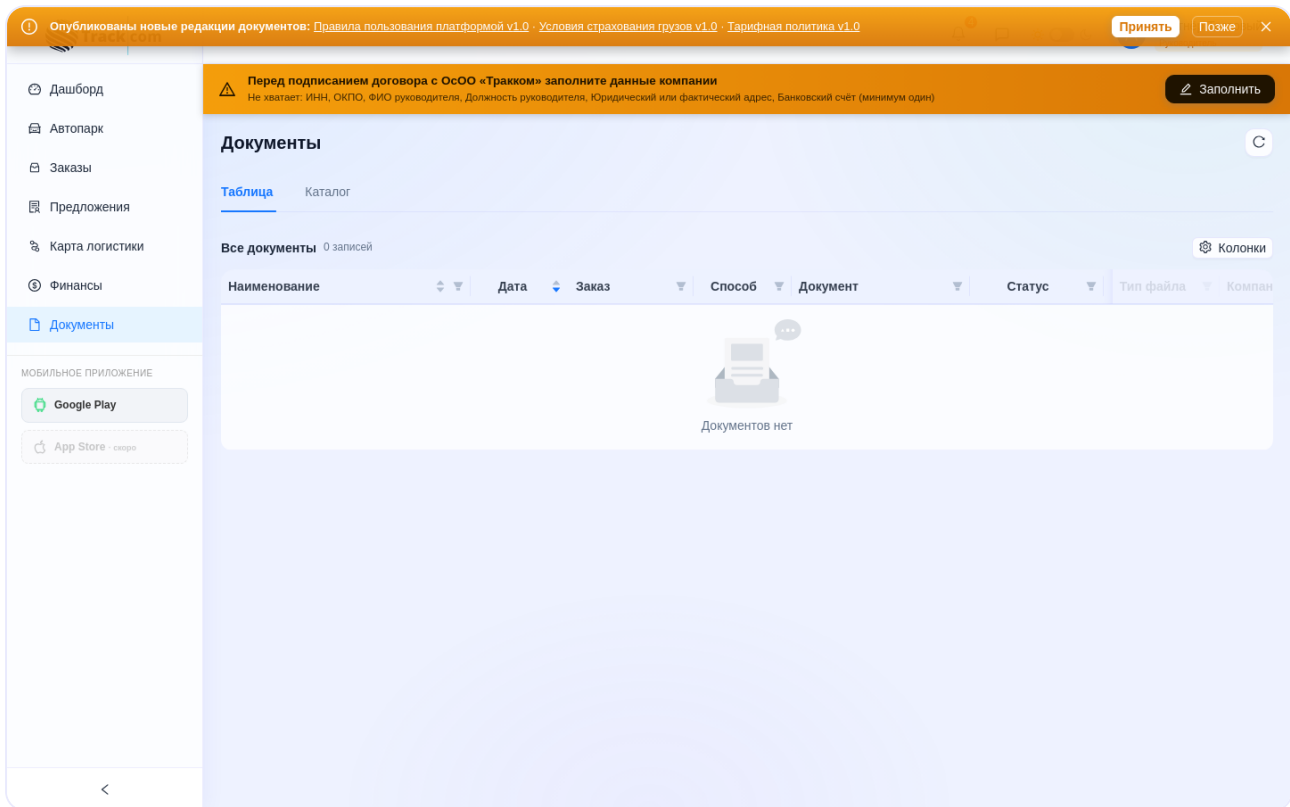 Опубликованы новые редакции документов: Правила пользования платформой v1.0 · Условия страхования грузов v1.0 · Тарифная политика v1.0
Принять
Позже
Track.com
Перед подписанием договора с ОсОО «Тракком» заполните данные компании
Не хватает: ИНН, ОКПО, ФИО руководителя, Должность руководителя, Юридический или фактический адрес, Банковский счёт (минимум один)
Заполнить
Дашборд
Автопарк
Заказы
Предложения
Карта логистики
Финансы
Документы
МОБИЛЬНОЕ ПРИЛОЖЕНИЕ
Google Play
App Store · скоро
Документы
Таблица
Каталог
Все документы 0 записей
Колонки
Наименование Дата Заказ Способ Документ Статус Тип файла Компан
Документов нет